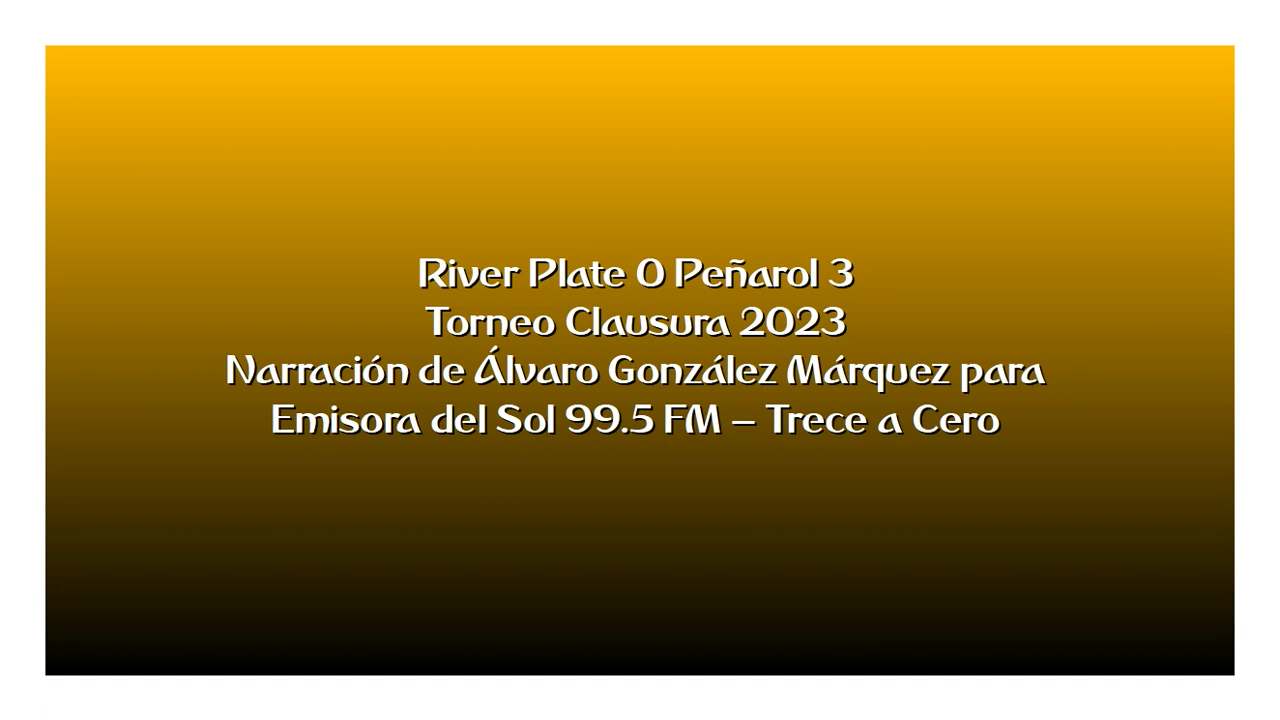 River Plate 0 Peñarol 3
Torneo Clausura 2023
Narración de Álvaro González Márquez para
Emisora del Sol 99.5 FM – Trece a Cero